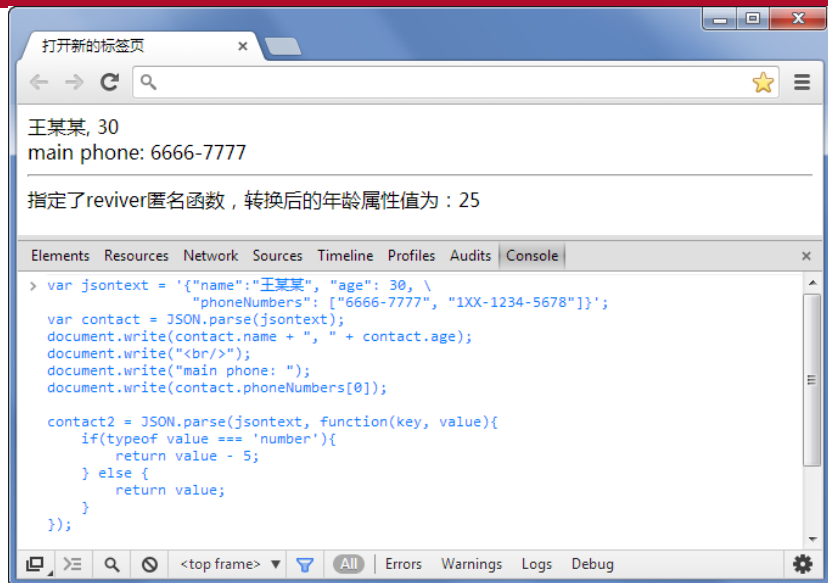 打开新的标签页
王某某, 30
main phone: 6666-7777
指定了reviver匿名函数，转换后的年龄属性值为：25
Elements Resources Network Sources Timeline Profiles Audits Console
var jsontext = '{"name":"王某某", "age": 30, \
"phoneNumbers": ["6666-7777", "1XX-1234-5678"]}';
var contact = JSON.parse(jsontext);
document.write(contact.name + ", " + contact.age);
document.write("<br/>");
document.write("main phone: ");
document.write(contact.phoneNumbers[0]);
contact2 = JSON.parse(jsontext, function(key, value){
if(typeof value === 'number'){
return value - 5;
} else {
return value;
}
});
<top frame> All Errors Warnings Logs Debug